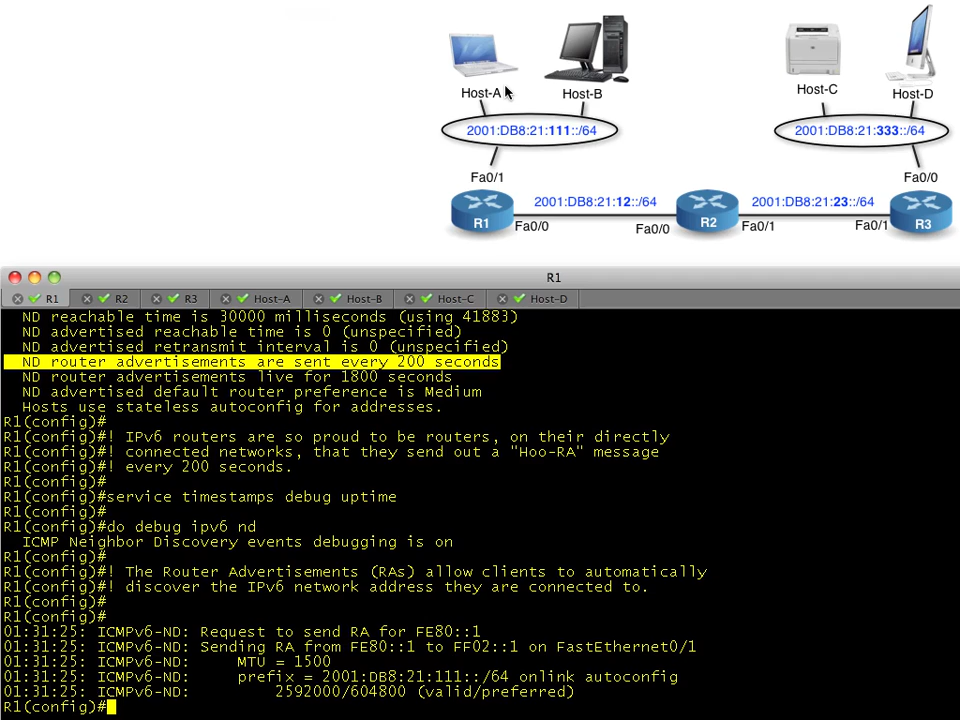 Host-A
Host-B
Host-C
Host-D
2001:DB8:21:111::/64
2001:DB8:21:333::/64
Fa0/1
Fa0/0
2001:DB8:21:12::/64
2001:DB8:21:23::/64
R1
R2
R3
Fa0/0
Fa0/0
Fa0/1
Fa0/1
R1
R1
R2
R3
Host-A
Host-B
Host-C
Host-D
ND reachable time is 30000 milliseconds (using 41883)
ND advertised reachable time is 0 (unspecified)
ND advertised retransmit interval is 0 (unspecified)
ND router advertisements are sent every 200 seconds
ND router advertisements live for 1800 seconds
ND advertised default router preference is Medium
Hosts use stateless autoconfig for addresses.
R1(config)#
R1(config)#! IPv6 routers are so proud to be routers, on their directly
R1(config)#! connected networks, that they send out a "Hoo-RA" message
R1(config)#! every 200 seconds.
R1(config)#
R1(config)#service timestamps debug uptime
R1(config)#
R1(config)#do debug ipv6 nd
ICMP Neighbor Discovery events debugging is on
R1(config)#
R1(config)#! The Router Advertisements (RAs) allow clients to automatically
R1(config)#! discover the IPv6 network address they are connected to.
R1(config)#
R1(config)#
01:31:25: ICMPv6-ND: Request to send RA for FE80::1
01:31:25: ICMPv6-ND: Sending RA from FE80::1 to FF02::1 on FastEthernet0/1
01:31:25: ICMPv6-ND: MTU = 1500
01:31:25: ICMPv6-ND: prefix = 2001:DB8:21:111::/64 onlink autoconfig
01:31:25: ICMPv6-ND: 2592000/604800 (valid/preferred)
R1(config)#